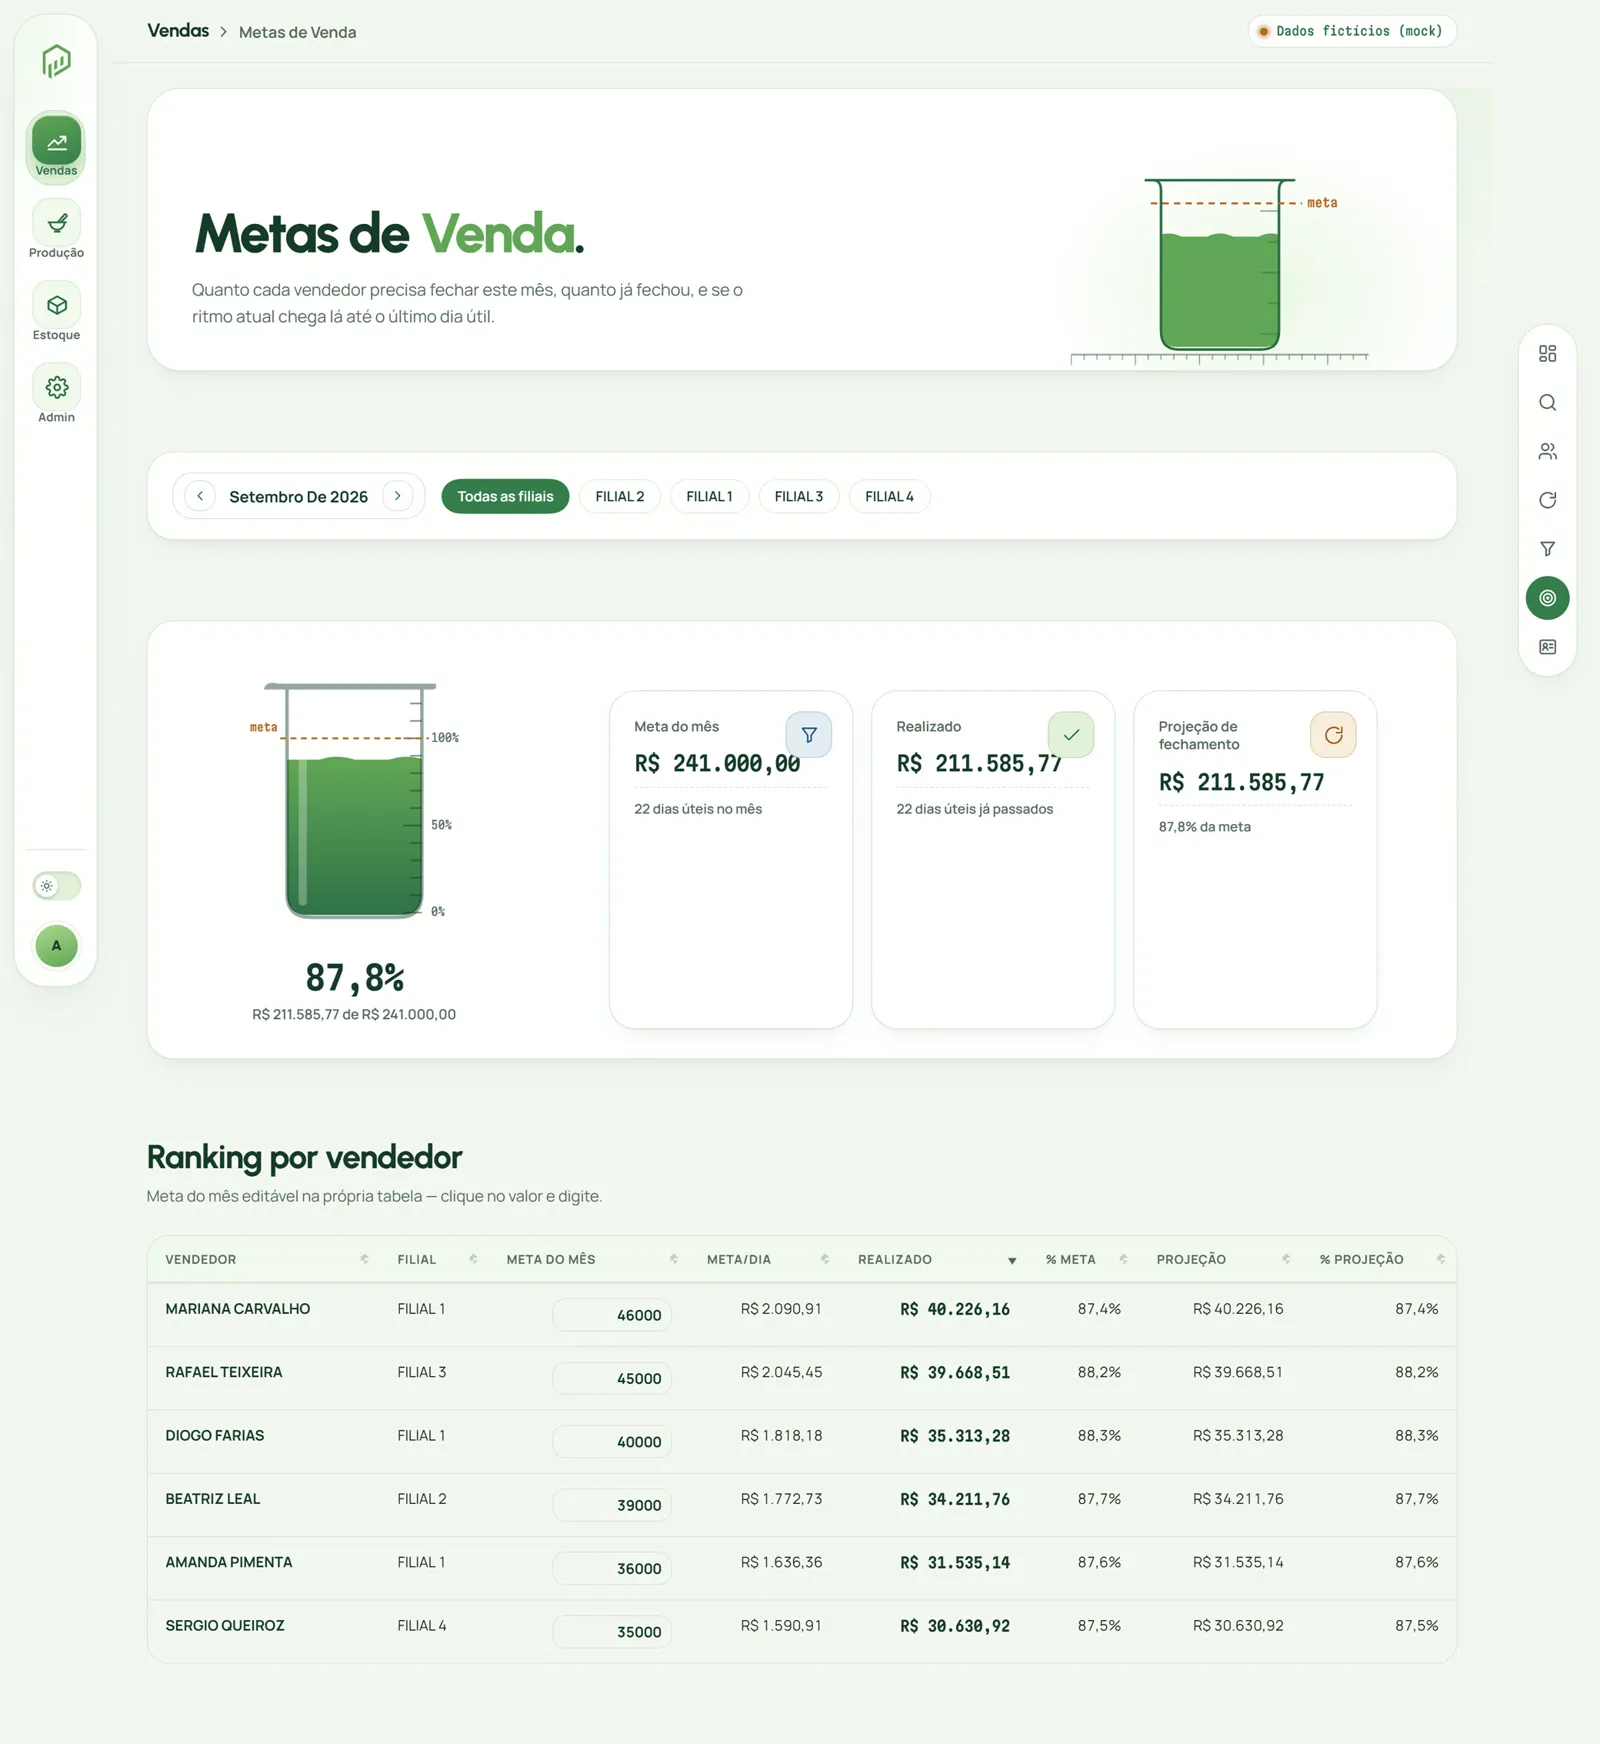 Vendas > Metas de Venda
Dados fictícios (mock)
Vendas
Produção
Estoque
Admin
A
Metas de Venda.
Quanto cada vendedor precisa fechar este mês, quanto já fechou, e se o
ritmo atual chega lá até o último dia útil.
meta
Setembro De 2026
Todas as filiais
FILIAL 2
FILIAL 1
FILIAL 3
FILIAL 4
meta
100%
50%
0%
87,8%
R$ 211.585,77 de R$ 241.000,00
Meta do mês
R$ 241.000,00
22 dias úteis no mês
Realizado
R$ 211.585,77
22 dias úteis já passados
Projeção de
fechamento
R$ 211.585,77
87,8% da meta
Ranking por vendedor
Meta do mês editável na própria tabela — clique no valor e digite.
VENDEDOR FILIAL META DO MÊS META/DIA REALIZADO % META PROJEÇÃO % PROJEÇÃO
MARIANA CARVALHO FILIAL 1 46000 R$ 2.090,91 R$ 40.226,16 87,4% R$ 40.226,16 87,4%
RAFAEL TEIXEIRA FILIAL 3 45000 R$ 2.045,45 R$ 39.668,51 88,2% R$ 39.668,51 88,2%
DIOGO FARIAS FILIAL 1 40000 R$ 1.818,18 R$ 35.313,28 88,3% R$ 35.313,28 88,3%
BEATRIZ LEAL FILIAL 2 39000 R$ 1.772,73 R$ 34.211,76 87,7% R$ 34.211,76 87,7%
AMANDA PIMENTA FILIAL 1 36000 R$ 1.636,36 R$ 31.535,14 87,6% R$ 31.535,14 87,6%
SERGIO QUEIROZ FILIAL 4 35000 R$ 1.590,91 R$ 30.630,92 87,5% R$ 30.630,92 87,5%